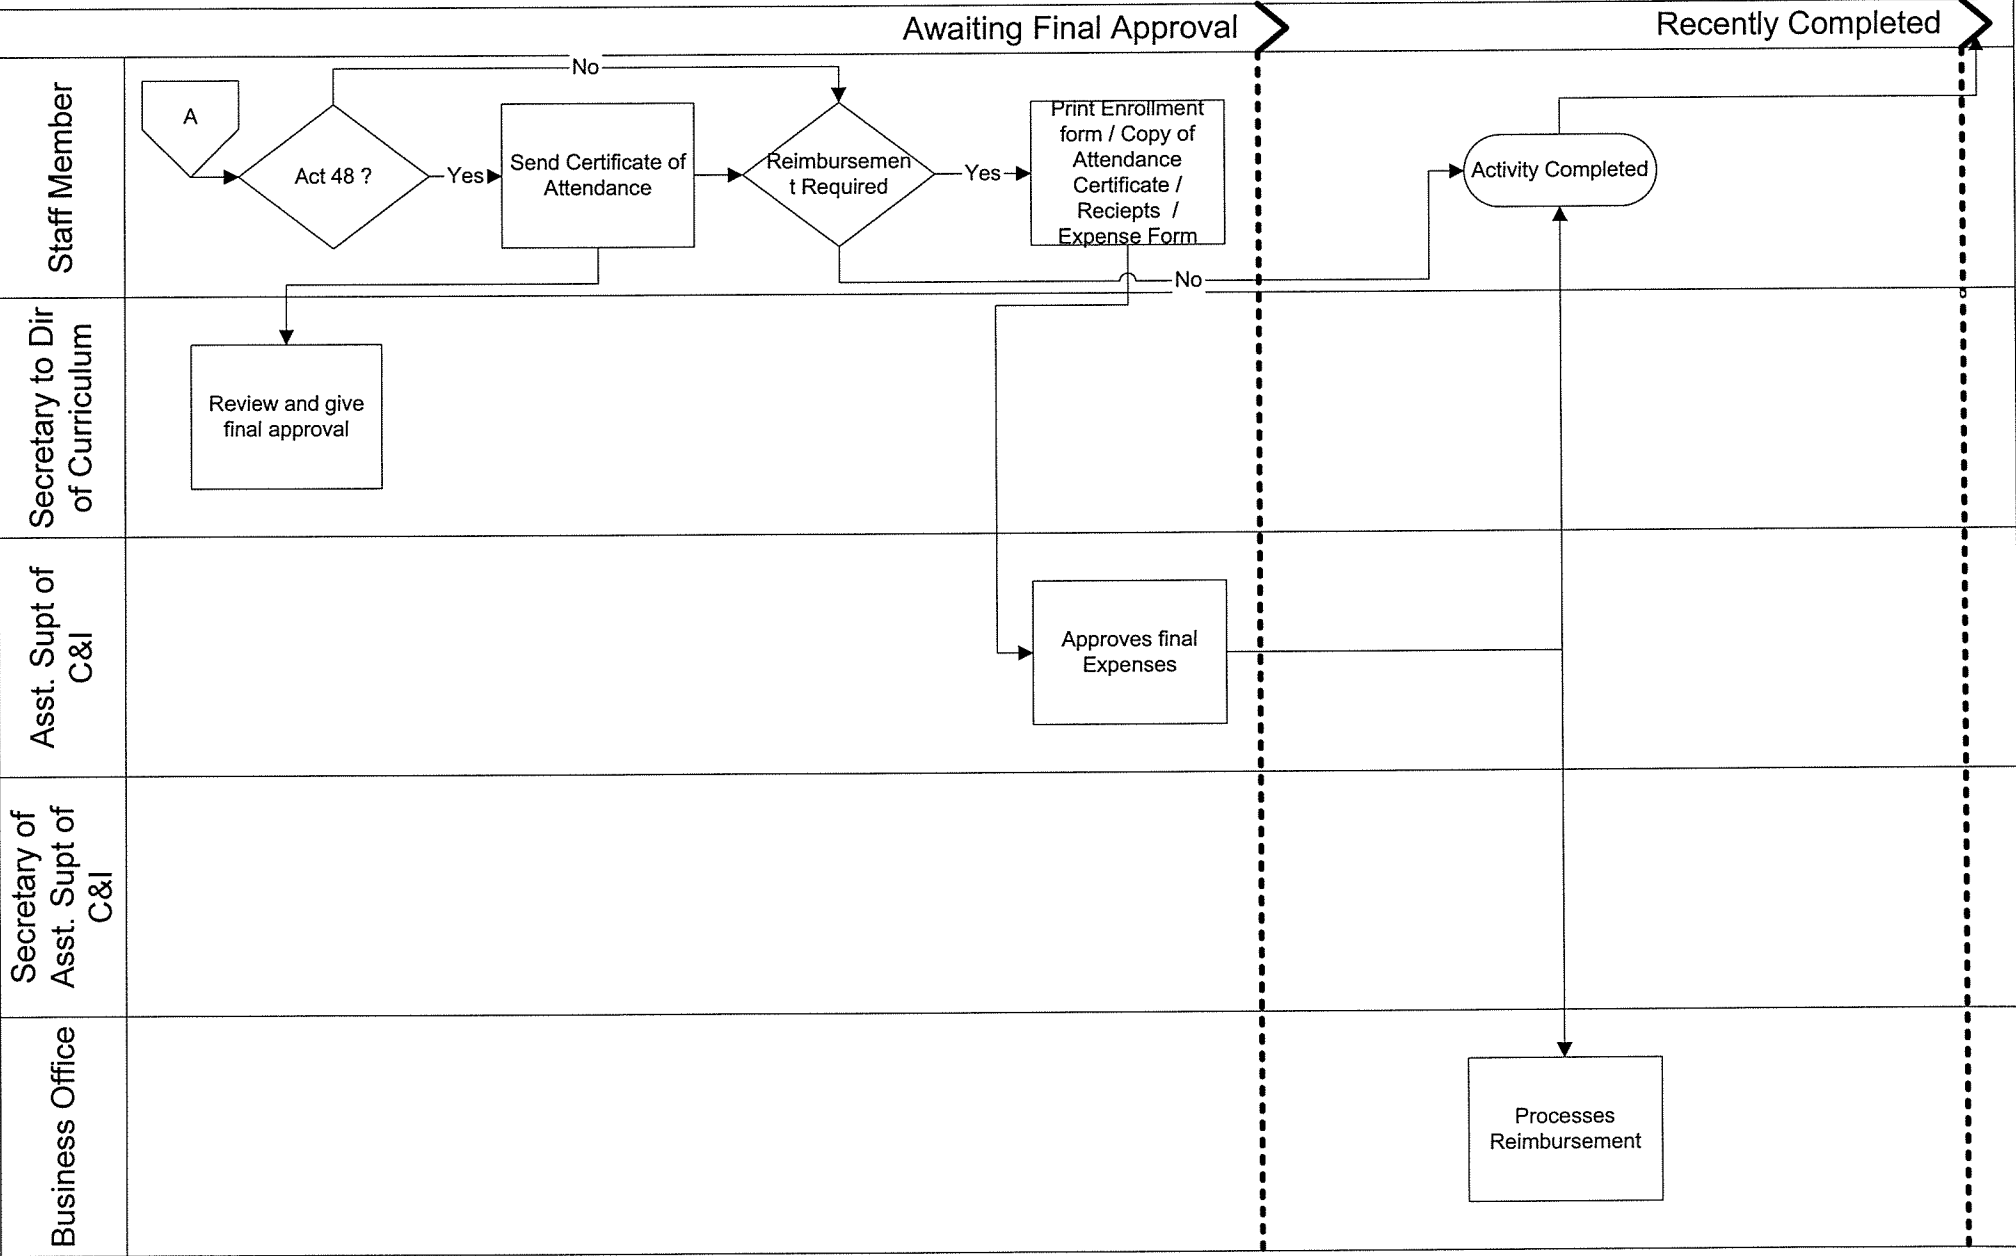 Awaiting Final Approval
Recently Completed
Staff Member
A
Act 48 ?
No
Yes
Send Certificate of
Attendance
Reimbursemen
t Required
Yes
Print Enrollment
form / Copy of
Attendance
Certificate /
Reciepts /
Expense Form
No
Activity Completed
Secretary to Dir
of Curriculum
Review and give
final approval
Asst. Supt of
C&I
Approves final
Expenses
Secretary of
Asst. Supt of
C&I
Business Office
Processes
Reimbursement